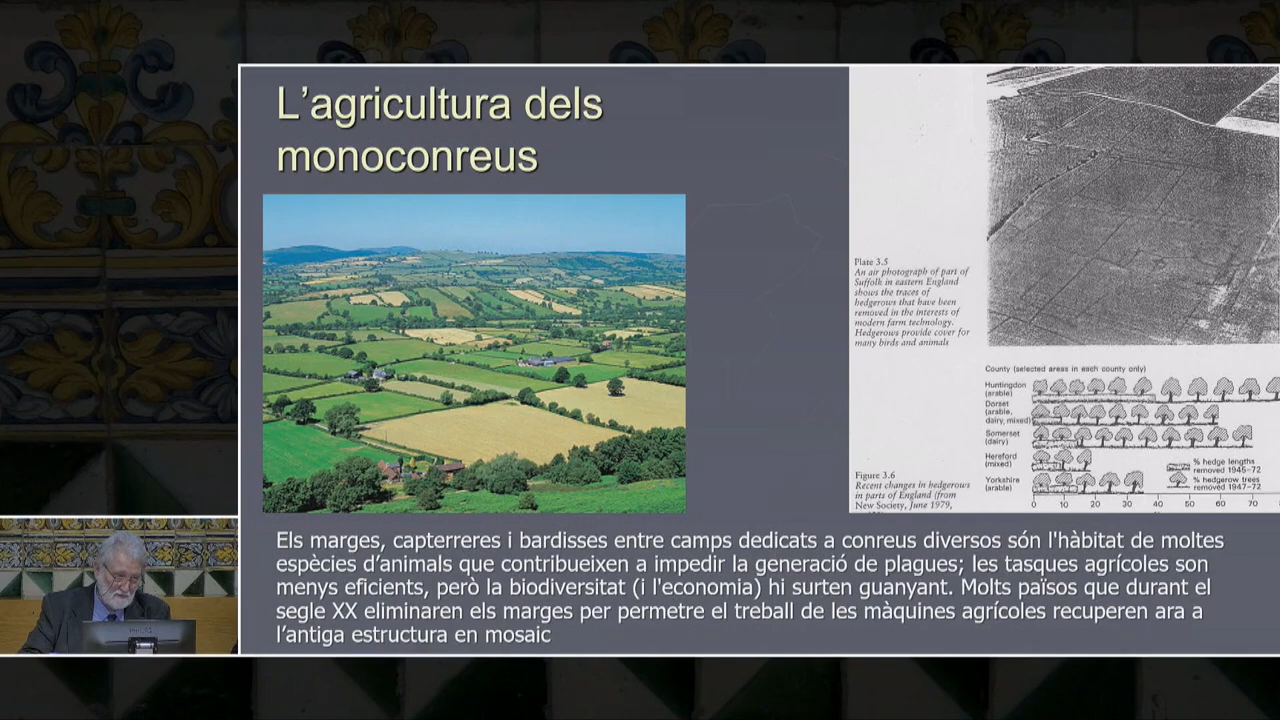 L’agricultura dels
monoconreus
Plate 3.5
An air photograph of part of
Suffolk in eastern England
shows the traces of
hedgerows that have been
removed in the interests of
modern farm technology.
Hedgerows provide cover for
many birds and animals
County (selected areas in each county only)
Huntingdon
(arable)
Dorset
(arable,
dairy, mixed)
Somerset
(dairy)
Hereford
(mixed)
Yorkshire
(arable)
% hedge lengths
removed 1945-72
% hedgerow trees
removed 1947-72
0 10 20 30 40 50 60 70
Figure 3.6
Recent changes in hedgerows
in parts of England (from
New Society, June 1979,
Els marges, capterreres i bardisses entre camps dedicats a conreus diversos són l'hàbitat de moltes
espècies d’animals que contribueixen a impedir la generació de plagues; les tasques agrícoles son
menys eficients, però la biodiversitat (i l'economia) hi surten guanyant. Molts països que durant el
segle XX eliminaren els marges per permetre el treball de les màquines agrícoles recuperen ara a
l’antiga estructura en mosaic
PHILIPS